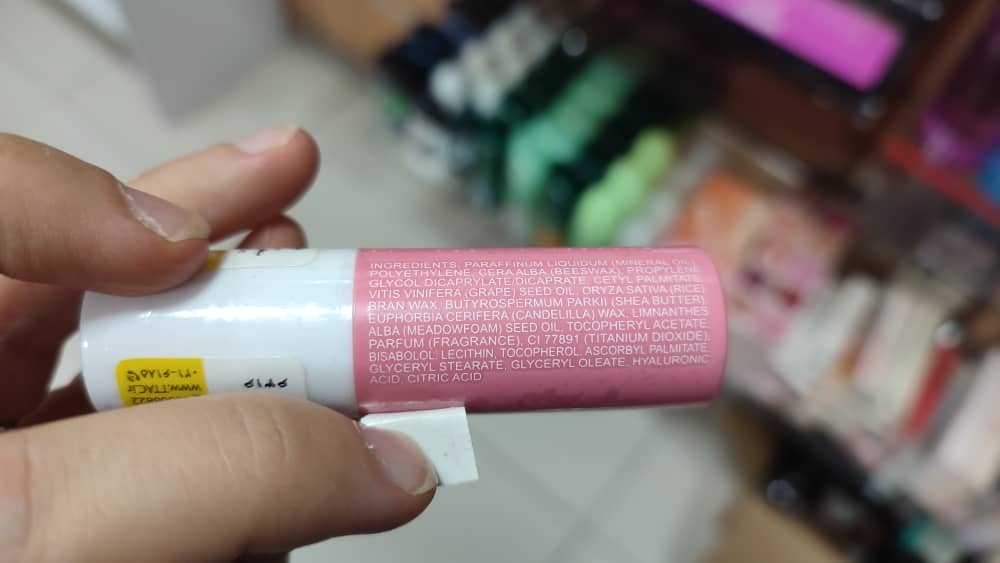 INGREDIENTS: PARAFFINUM LIQUIDUM (MINERAL OIL),
POLYETHYLENE, CERA ALBA (BEESWAX), PROPYLENE
GLYCOL DICAPRYLATE/DICAPRATE, CETYL PALMITATE,
VITIS VINIFERA (GRAPE) SEED OIL, ORYZA SATIVA (RICE)
BRAN WAX, BUTYROSPERMUM PARKII (SHEA BUTTER),
EUPHORBIA CERIFERA (CANDELILLA) WAX, LIMNANTHES
ALBA (MEADOWFOAM) SEED OIL, TOCOPHERYL ACETATE,
PARFUM (FRAGRANCE), CI 77891 (TITANIUM DIOXIDE),
BISABOLOL, LECITHIN, TOCOPHEROL, ASCORBYL PALMITATE,
GLYCERYL STEARATE, GLYCERYL OLEATE, HYALURONIC
ACID, CITRIC ACID
www.TTAC.ir